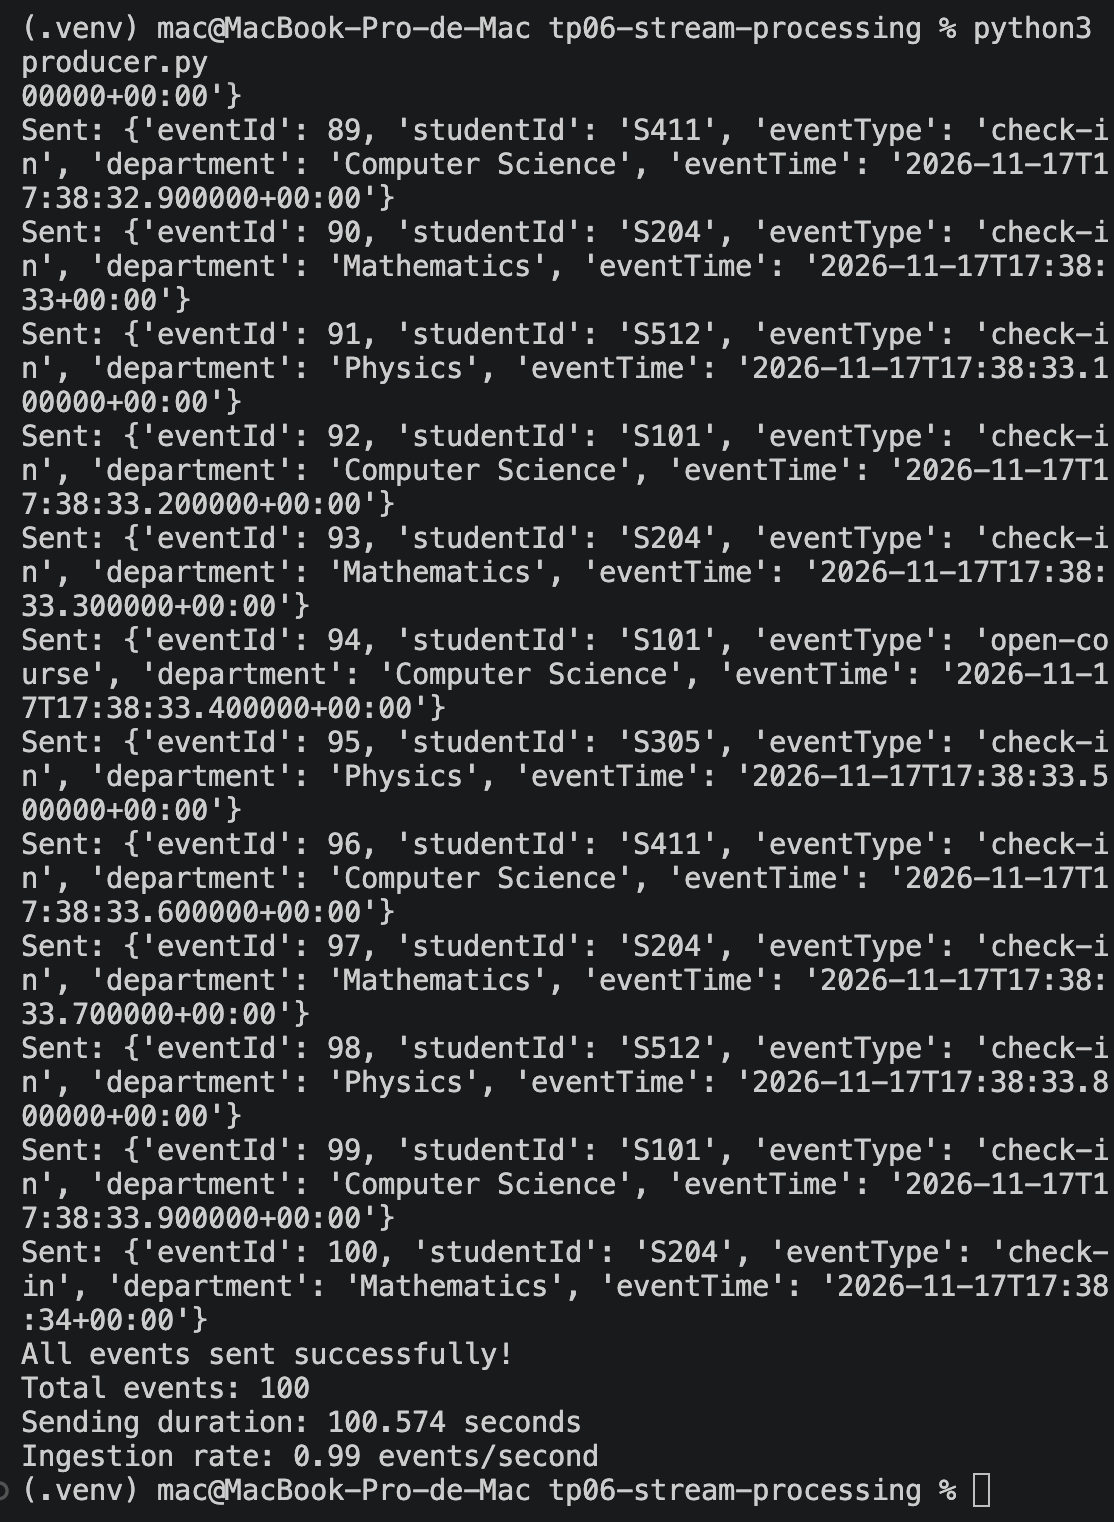 (.venv) mac@MacBook-Pro-de-Mac tp06-stream-processing % python3
producer.py
00000+00:00'}
Sent: {'eventId': 89, 'studentId': 'S411', 'eventType': 'check-i
n', 'department': 'Computer Science', 'eventTime': '2026-11-17T1
7:38:32.900000+00:00'}
Sent: {'eventId': 90, 'studentId': 'S204', 'eventType': 'check-i
n', 'department': 'Mathematics', 'eventTime': '2026-11-17T17:38:
33+00:00'}
Sent: {'eventId': 91, 'studentId': 'S512', 'eventType': 'check-i
n', 'department': 'Physics', 'eventTime': '2026-11-17T17:38:33.1
00000+00:00'}
Sent: {'eventId': 92, 'studentId': 'S101', 'eventType': 'check-i
n', 'department': 'Computer Science', 'eventTime': '2026-11-17T1
7:38:33.200000+00:00'}
Sent: {'eventId': 93, 'studentId': 'S204', 'eventType': 'check-i
n', 'department': 'Mathematics', 'eventTime': '2026-11-17T17:38:
33.300000+00:00'}
Sent: {'eventId': 94, 'studentId': 'S101', 'eventType': 'open-co
urse', 'department': 'Computer Science', 'eventTime': '2026-11-1
7T17:38:33.400000+00:00'}
Sent: {'eventId': 95, 'studentId': 'S305', 'eventType': 'check-i
n', 'department': 'Physics', 'eventTime': '2026-11-17T17:38:33.5
00000+00:00'}
Sent: {'eventId': 96, 'studentId': 'S411', 'eventType': 'check-i
n', 'department': 'Computer Science', 'eventTime': '2026-11-17T1
7:38:33.600000+00:00'}
Sent: {'eventId': 97, 'studentId': 'S204', 'eventType': 'check-i
n', 'department': 'Mathematics', 'eventTime': '2026-11-17T17:38:
33.700000+00:00'}
Sent: {'eventId': 98, 'studentId': 'S512', 'eventType': 'check-i
n', 'department': 'Physics', 'eventTime': '2026-11-17T17:38:33.8
00000+00:00'}
Sent: {'eventId': 99, 'studentId': 'S101', 'eventType': 'check-i
n', 'department': 'Computer Science', 'eventTime': '2026-11-17T1
7:38:33.900000+00:00'}
Sent: {'eventId': 100, 'studentId': 'S204', 'eventType': 'check-
in', 'department': 'Mathematics', 'eventTime': '2026-11-17T17:38
:34+00:00'}
All events sent successfully!
Total events: 100
Sending duration: 100.574 seconds
Ingestion rate: 0.99 events/second
(.venv) mac@MacBook-Pro-de-Mac tp06-stream-processing %